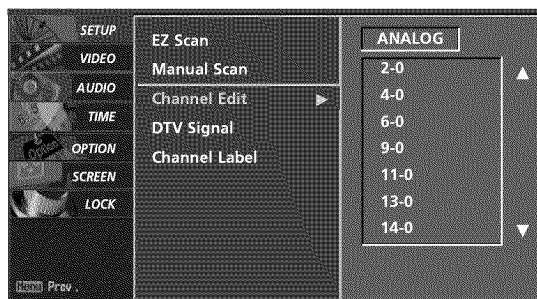 SETUP
VIDEO
AUDIO
TIME
OPTION
SCREEN
LOCK
Option
Menu Prev.
EZ Scan
Manual Scan
Channel Edit
DTV Signal
Channel Label
ANALOG
2-0
4-0
6-0
9-0
11-0
13-0
14-0